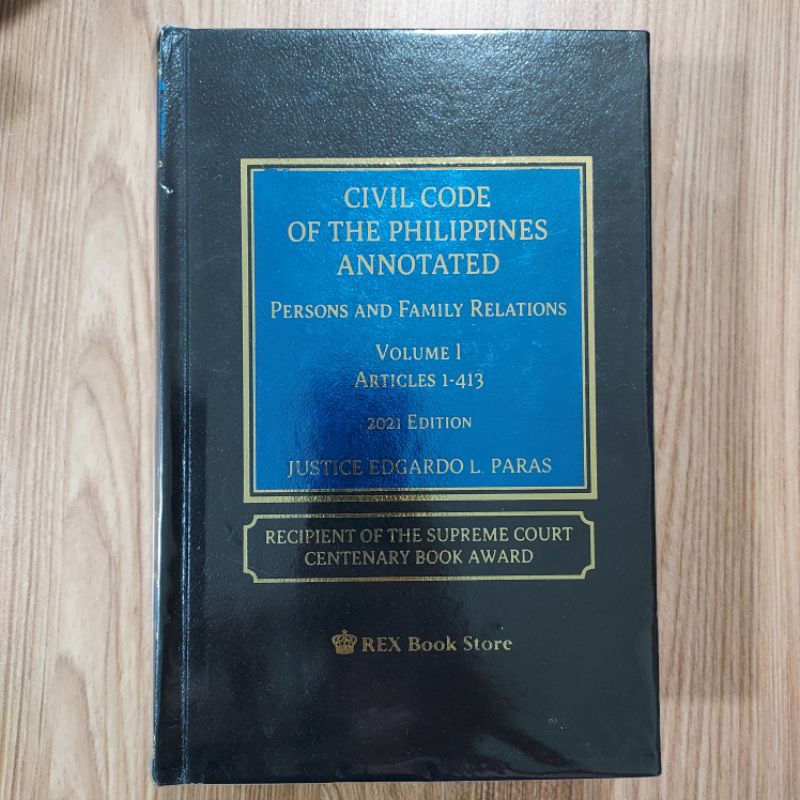 CIVIL CODE
OF THE PHILIPPINES
ANNOTATED
PERSONS AND FAMILY RELATIONS
VOLUME I
ARTICLES 1-413
2021 EDITION
JUSTICE EDGARDO L. PARAS
RECIPIENT OF THE SUPREME COURT
CENTENARY BOOK AWARD
REX Book Store